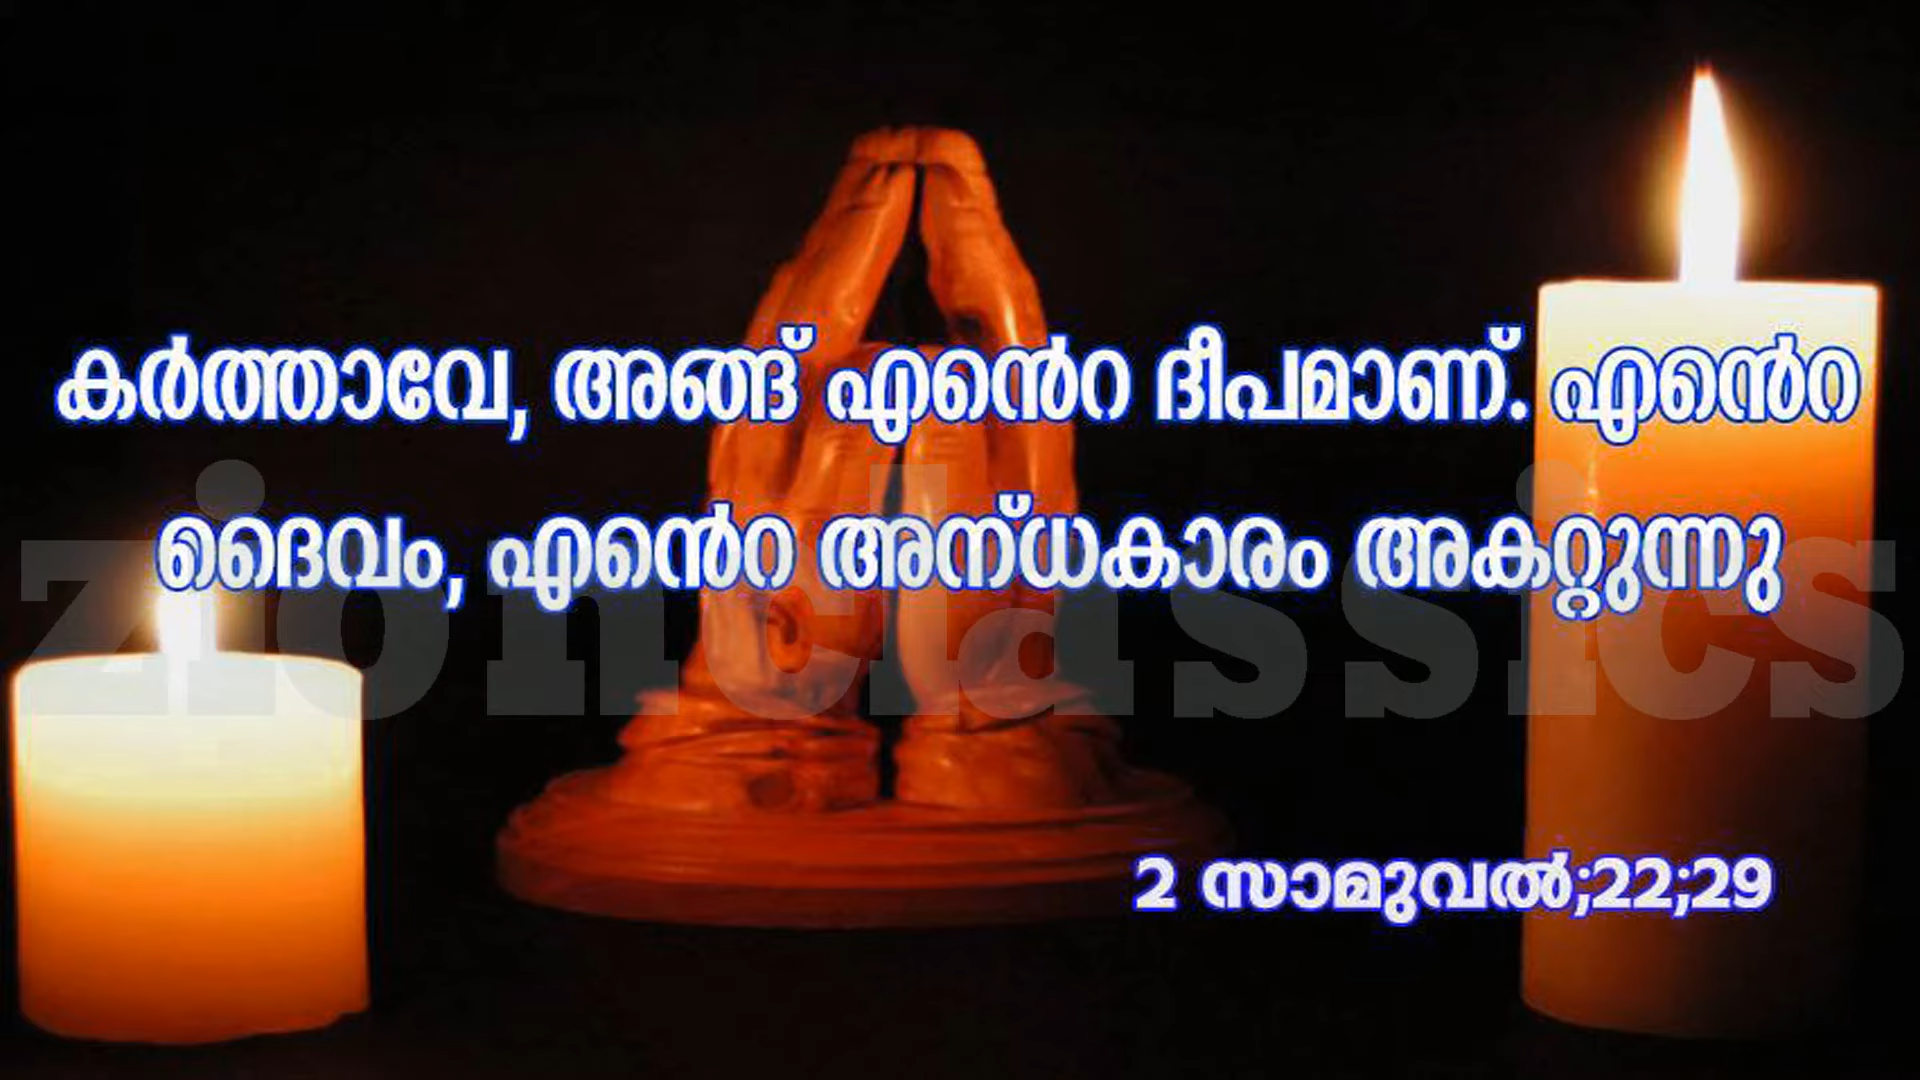 കർത്താവേ, അങ്ങ് എൻെറ ദീപമാണ്. എൻെറ
ദൈവം, എൻെറ അന്ധകാരം അകറ്റുന്നു
zionclassics
2 സാമുവൽ;22;29